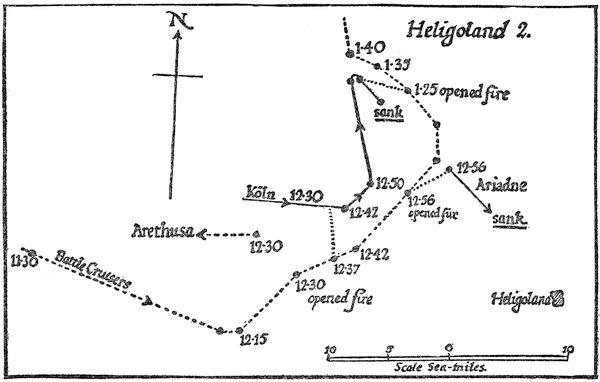 N
Heligoland 2.
1·40
1·35
1·25 opened fire
sank
12·56
Ariadne
sank
Köln 12.30
12·50
12·42
12·56
opened fire
Arethusa
12·30
11·30
Battle Cruisers
12·42
12·37
12·30
opened fire
12·15
Heligoland
10 5 0 10
Scale Sea-miles.